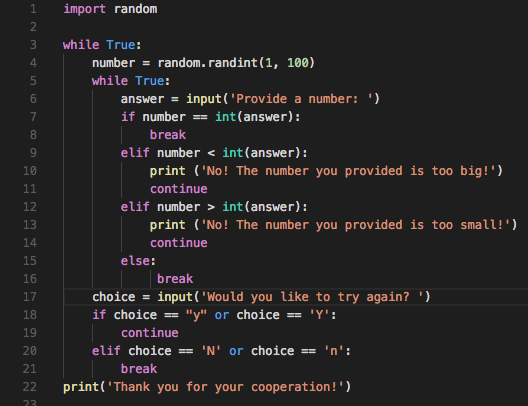 1 import random
2
3 while True:
4     number = random.randint(1, 100)
5     while True:
6         answer = input('Provide a number: ')
7         if number == int(answer):
8             break
9         elif number < int(answer):
10             print ('No! The number you provided is too big!')
11             continue
12         elif number > int(answer):
13             print ('No! The number you provided is too small!')
14             continue
15         else:
16              break
17     choice = input('Would you like to try again? ')
18     if choice == "y" or choice == 'Y':
19         continue
20     elif choice == 'N' or choice == 'n':
21         break
22 print('Thank you for your cooperation!')
23